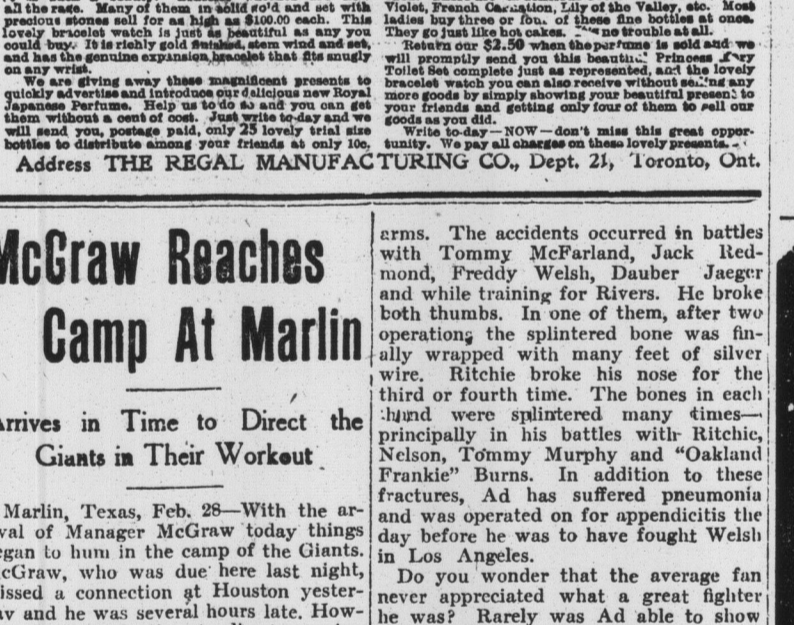 all the rage. Many of them in solid gold and set with
precious stones sell for as high as $100.00 each. This
lovely bracelet watch is just as beautiful as any you
could buy. It is richly gold finished, stem wind and set,
and has the genuine expansion bracelet that fits snugly
on any wrist.
We are giving away these magnificent presents to
quickly advertise and introduce our delicious new Royal
Japanese Perfume. Help us to do so and you can get
them without a cent of cost. Just write to-day and we
will send you, postage paid, only 25 lovely trial size
bottles to distribute among your friends at only 10c.
Violet, French Carnation, Lily of the Valley, etc. Most
ladies buy three or four of these fine bottles at once.
They go just like hot cakes. no trouble at all.
Return our $2.50 when the perfume is sold and we
will promptly send you this beautiful Princess Ivory
Toilet Set complete just as represented, and the lovely
bracelet watch you can also receive without selling any
more goods by simply showing your beautiful present to
your friends and getting only four of them to sell our
goods as you did.
Write to-day—NOW—don't miss this great oppor-
tunity. We pay all charges on these lovely presents.
Address THE REGAL MANUFACTURING CO., Dept. 21, Toronto, Ont.
McGraw Reaches
Camp At Marlin
Arrives in Time to Direct the
Giants in Their Workout
Marlin, Texas, Feb. 28—With the ar-
val of Manager McGraw today things
egan to hum in the camp of the Giants.
cGraw, who was due here last night,
issed a connection at Houston yester-
ay and he was several hours late. How-
arms. The accidents occurred in battles
with Tommy McFarland, Jack Red-
mond, Freddy Welsh, Dauber Jaeger
and while training for Rivers. He broke
both thumbs. In one of them, after two
operations the splintered bone was fin-
ally wrapped with many feet of silver
wire. Ritchie broke his nose for the
third or fourth time. The bones in each
hand were splintered many times—
principally in his battles with Ritchie,
Nelson, Tommy Murphy and "Oakland
Frankie" Burns. In addition to these
fractures, Ad has suffered pneumonia
and was operated on for appendicitis the
day before he was to have fought Welsh
in Los Angeles.
Do you wonder that the average fan
never appreciated what a great fighter
he was? Rarely was Ad able to show